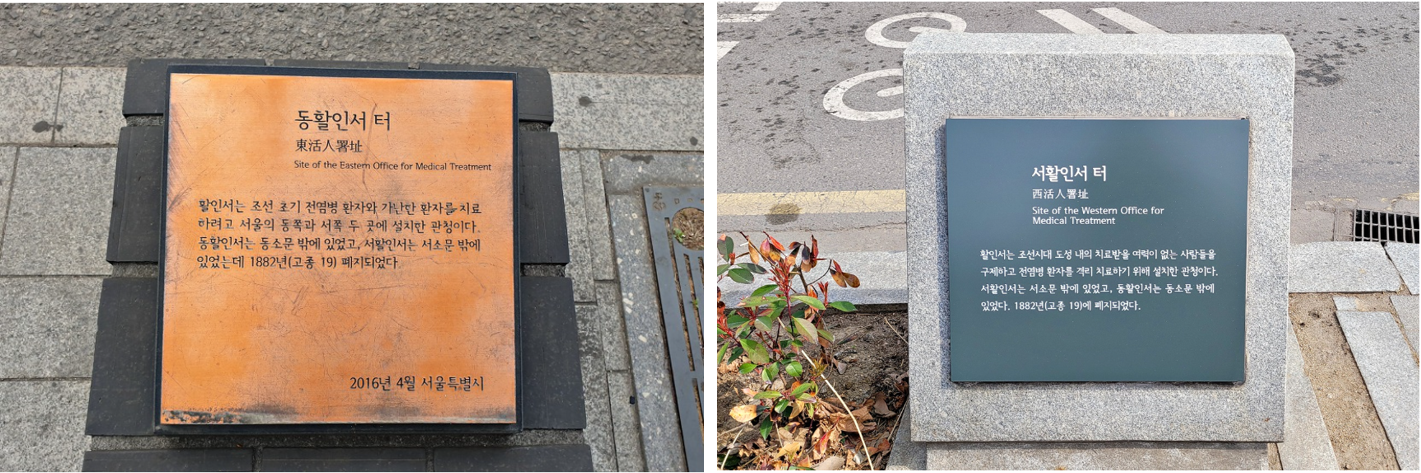 동활인서 터
東活人署址
Site of the Eastern Office for Medical Treatment
활인서는 조선 초기 전염병 환자와 가난한 환자를 치료
하려고 서울의 동쪽과 서쪽 두 곳에 설치한 관청이다.
동활인서는 동소문 밖에 있었고, 서활인서는 서소문 밖에
있었는데 1882년(고종 19) 폐지되었다.
2016년 4월 서울특별시
서활인서 터
西活人署址
Site of the Western Office for
Medical Treatment
활인서는 조선시대 도성 내의 치료받을 여력이 없는 사람들을
구제하고 전염병 환자를 격리 치료하기 위해 설치한 관청이다.
서활인서는 서소문 밖에 있었고, 동활인서는 동소문 밖에
있었다. 1882년(고종 19)에 폐지되었다.